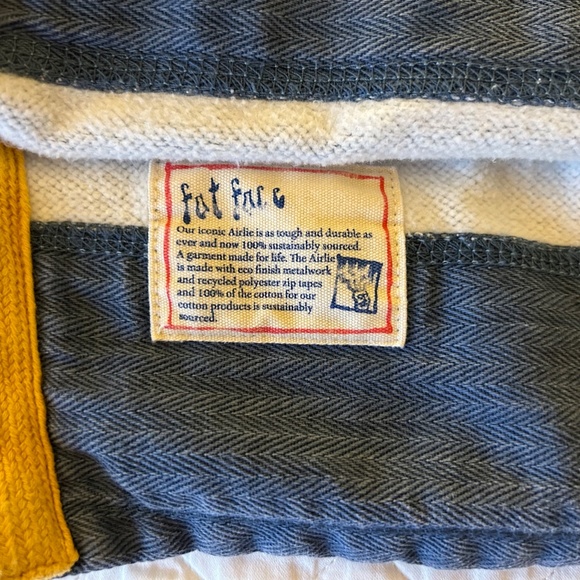 fat face
Our iconic Airlie is as tough and durable as
ever and now 100% sustainably sourced.
A garment made for life. The Airlie
is made with eco finish metalwork
and recycled polyester zip tapes
and 100% of the cotton for our
cotton products is sustainably
sourced.